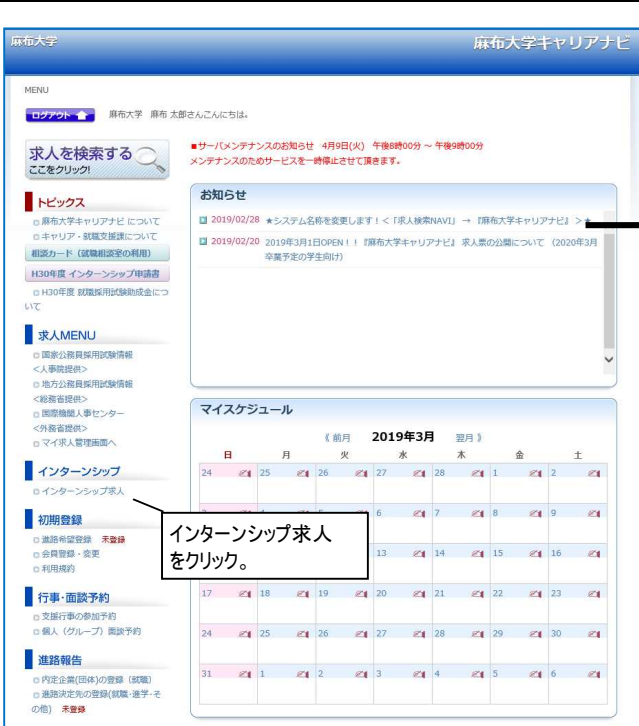 麻布大学
麻布大学キャリアナビ
MENU
ログアウト
麻布大学 麻布 太郎さんこんにちは。
求人を検索する
ここをクリック!
■サーバメンテナンスのお知らせ 4月9日(火) 午後8時00分 ~ 午後9時00分
メンテナンスのためサービスを一時停止させて頂きます。
トピックス
麻布大学キャリアナビ について
キャリア・就職支援課について
相談カード(就職相談室の利用)
H30年度 インターンシップ申請書
H30年度 就職採用試験助成金につ
いて
お知らせ
2019/02/28 ★システム名称を変更します!<「求人検索NAVI」 → 『麻布大学キャリアナビ』 >★
2019/02/20 2019年3月1日OPEN!!『麻布大学キャリアナビ』 求人票の公開について (2020年3月
卒業予定の学生向け)
求人MENU
国家公務員採用試験情報
<人事院提供>
地方公務員採用試験情報
<総務省提供>
国際機関人事センター
<外務省提供>
マイ求人管理画面へ
インターンシップ
インターンシップ求人
初期登録
進路希望登録 未登録
会員登録・変更
利用規約
行事・面談予約
支援行事の参加予約
個人(グループ)面談予約
進路報告
内定企業(団体)の登録(就職)
進路決定先の登録(就職・進学・そ
の他) 未登録
マイスケジュール
《 前月 2019年3月 翌月 》
日 月 火 水 木 金 土
24 25 26 27 28 1 2
6 7 8 9
13 14 15 16
17 18 19 20 21 22 23
24 25 26 27 28 29 30
31 1 2 3 4 5 6
インターンシップ求人
をクリック。